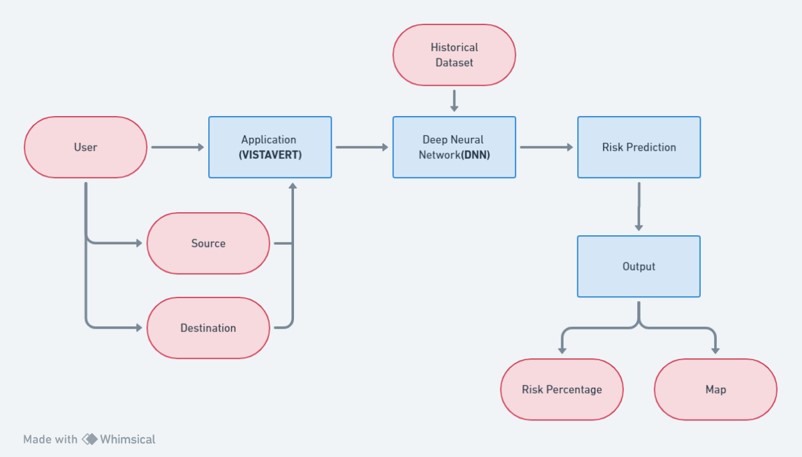 Historical
Dataset
User
Application
(VISTAVERT)
Deep Neural
Network(DNN)
Risk Prediction
Source
Output
Destination
Risk Percentage
Map
Made with Whimsical